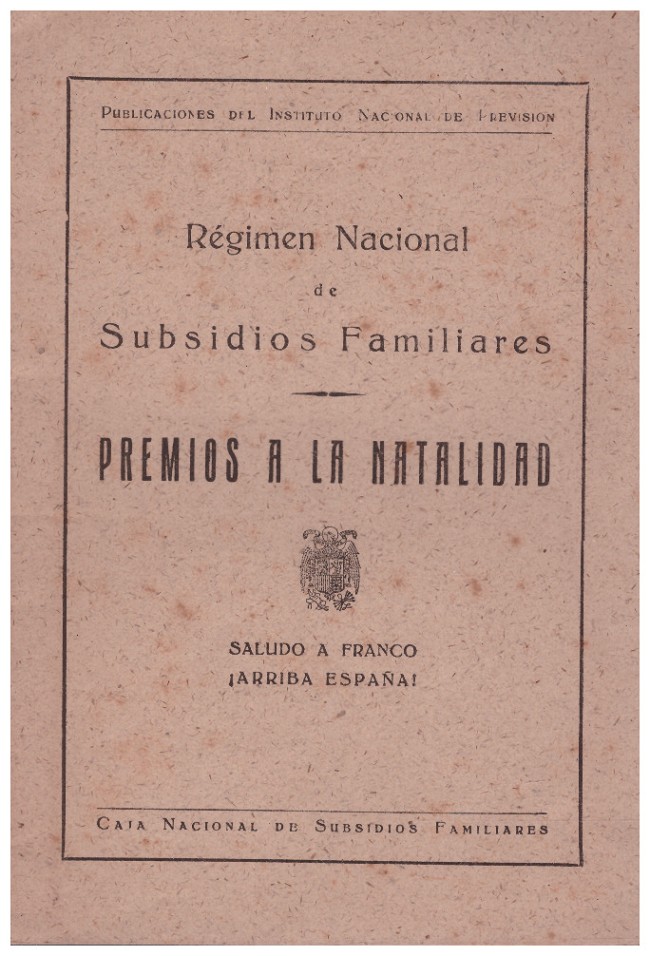 PUBLICACIONES DEL INSTITUTO NACIONAL DE PREVISION
Régimen Nacional
de
Subsidios Familiares
PREMIOS A LA NATALIDAD
SALUDO A FRANCO
¡ARRIBA ESPAÑA!
CAJA NACIONAL DE SUBSIDIOS FAMILIARES